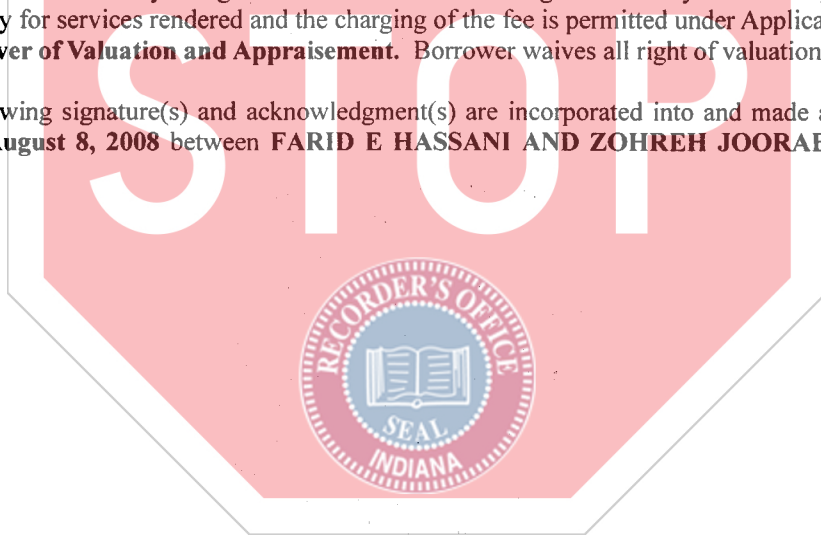 y for services rendered and the charging of the fee is permitted under Applica
ver of Valuation and Appraisement. Borrower waives all right of valuation
wing signature(s) and acknowledgment(s) are incorporated into and made a
ugust 8, 2008 between FARID E HASSANI AND ZOHREH JOORAB
STOP
RECORDER'S OFFICE
SEAL
INDIANA